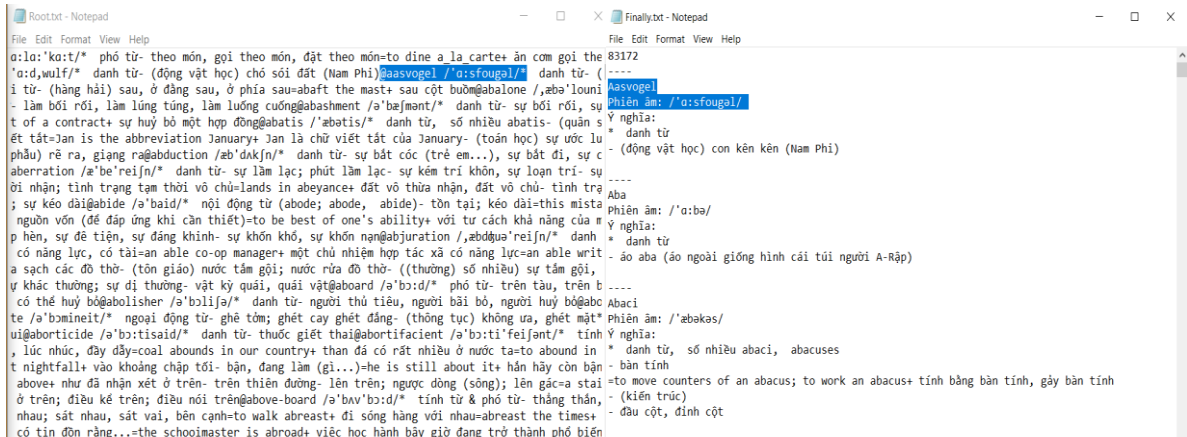 Root.txt - Notepad
File Edit Format View Help
ɑ:lɑ:'kɑ:t/* phó từ- theo món, gọi theo món, đặt theo món=to dine a_la_carte+ ăn cơm gọi the
'ɑ:d,wulf/* danh từ- (động vật học) chó sói đất (Nam Phi)@aasvogel /'ɑ:sfougəl/* danh từ- (
i từ- (hàng hải) sau, ở đằng sau, ở phía sau=abaft the mast+ sau cột buồm@abalone /,æbə'louni
- làm bối rối, làm lúng túng, làm luống cuống@abashment /ə'bæʃmənt/* danh từ- sự bối rối, sự
t of a contract+ sự huỷ bỏ một hợp đồng@abatis /'æbətis/* danh từ, số nhiều abatis- (quân s
ết tắt=Jan is the abbreviation January+ Jan là chữ viết tắt của January- (toán học) sự ước lu
phẫu) rẽ ra, giạng ra@abduction /æb'dʌkʃn/* danh từ- sự bắt cóc (trẻ em...), sự bắt đi, sự c
aberration /æ'be'reiʃn/* danh từ- sự lầm lạc; phút lầm lạc- sự kém trí khôn, sự loạn trí- sự
ời nhận; tình trạng tạm thời vô chủ=lands in abeyance+ đất vô thừa nhận, đất vô chủ- tình trạ
; sự kéo dài@abide /ə'baid/* nội động từ (abode; abode, abide)- tồn tại; kéo dài=this mista
nguồn vốn (để đáp ứng khi cần thiết)=to be best of one's ability+ với tư cách khả năng của m
p hèn, sự đê tiện, sự đáng khinh- sự khốn khổ, sự khốn nạn@abjuration /,æbdʤuə'reiʃn/* danh
có năng lực, có tài=an able co-op manager+ một chủ nhiệm hợp tác xã có năng lực=an able writ
a sạch các đồ thờ- (tôn giáo) nước tắm gội; nước rửa đồ thờ- ((thường) số nhiều) sự tắm gội,
ự khác thường; sự dị thường- vật kỳ quái, quái vật@aboard /ə'bɔ:d/* phó từ- trên tàu, trên b
có thể huỷ bỏ@abolisher /ə'bɔliʃə/* danh từ- người thủ tiêu, người bãi bỏ, người huỷ bỏ@abo
te /ə'bɔmineit/* ngoại động từ- ghê tởm; ghét cay ghét đắng- (thông tục) không ưa, ghét mặt*
ui@aborticide /ə'bɔ:tisaid/* danh từ- thuốc giết thai@abortifacient /ə'bɔ:ti'feiʃənt/* tính
, lúc nhúc, đầy dẫy=coal abounds in our country+ than đá có rất nhiều ở nước ta=to abound in
t nightfall+ vào khoảng chập tối- bận, đang làm (gì...)=he is still about it+ hắn hãy còn bận
above+ như đã nhận xét ở trên- trên thiên đường- lên trên; ngược dòng (sông); lên gác=a stai
ở trên; điều kể trên; điều nói trên@above-board /ə'bʌv'bɔ:d/* tính từ & phó từ- thẳng thắn,
nhau; sát nhau, sát vai, bên cạnh=to walk abreast+ đi sóng hàng với nhau=abreast the times+
có tin đồn rằng...=the schooimaster is abroad+ việc học hành bây giờ đang trở thành phổ biến
Finally.txt - Notepad
File Edit Format View Help
83172
----
Aasvogel
Phiên âm: /'ɑ:sfougəl/
Ý nghĩa:
* danh từ
- (động vật học) con kên kên (Nam Phi)
----
Aba
Phiên âm: /'ɑ:bə/
Ý nghĩa:
* danh từ
- áo aba (áo ngoài giống hình cái túi người A-Rập)
----
Abaci
Phiên âm: /'æbəkəs/
Ý nghĩa:
* danh từ, số nhiều abaci, abacuses
- bàn tính
=to move counters of an abacus; to work an abacus+ tính bằng bàn tính, gảy bàn tính
- (kiến trúc)
- đầu cột, đỉnh cột